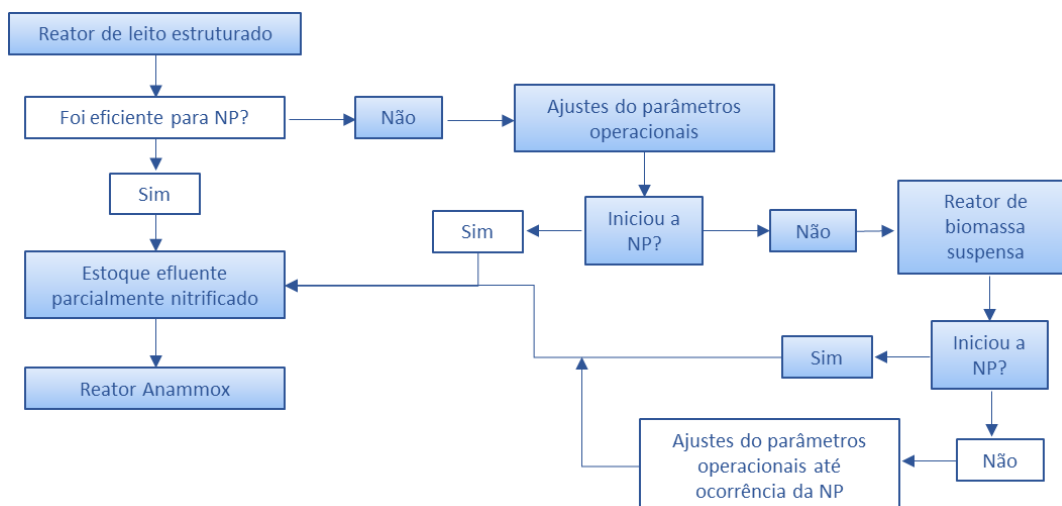 Reator de leito estruturado
Foi eficiente para NP?
Não
Ajustes do parâmetros
operacionais
Sim
Sim
Iniciou a
NP?
Não
Reator de
biomassa
suspensa
Estoque efluente
parcialmente nitrificado
Sim
Iniciou a
NP?
Reator Anammox
Ajustes do parâmetros
operacionais até
ocorrência da NP
Não